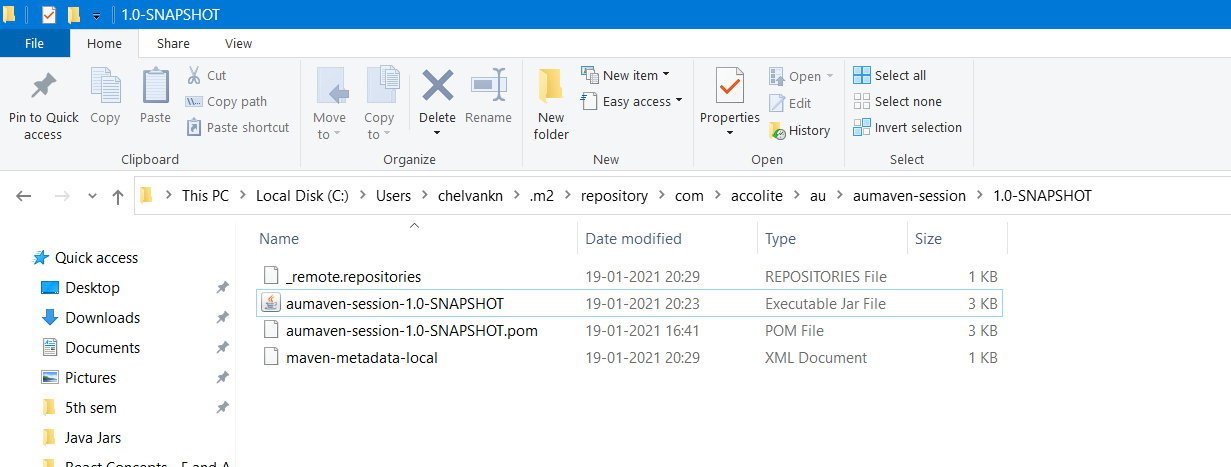 1.0-SNAPSHOT
File Home Share View
Pin to Quick access
Copy
Paste
Cut
Copy path
Paste shortcut
Clipboard
Move to
Copy to
Delete
Rename
Organize
New folder
New item
Easy access
New
Properties
Open
Edit
History
Open
Select all
Select none
Invert selection
Select
This PC > Local Disk (C:) > Users > chelvankn > .m2 > repository > com > accolite > au > aumaven-session > 1.0-SNAPSHOT
Quick access
Desktop
Downloads
Documents
Pictures
5th sem
Java Jars
React Concepts - E and A
Name Date modified Type Size
_remote.repositories 19-01-2021 20:29 REPOSITORIES File 1 KB
aumaven-session-1.0-SNAPSHOT 19-01-2021 20:23 Executable Jar File 3 KB
aumaven-session-1.0-SNAPSHOT.pom 19-01-2021 16:41 POM File 3 KB
maven-metadata-local 19-01-2021 20:29 XML Document 1 KB